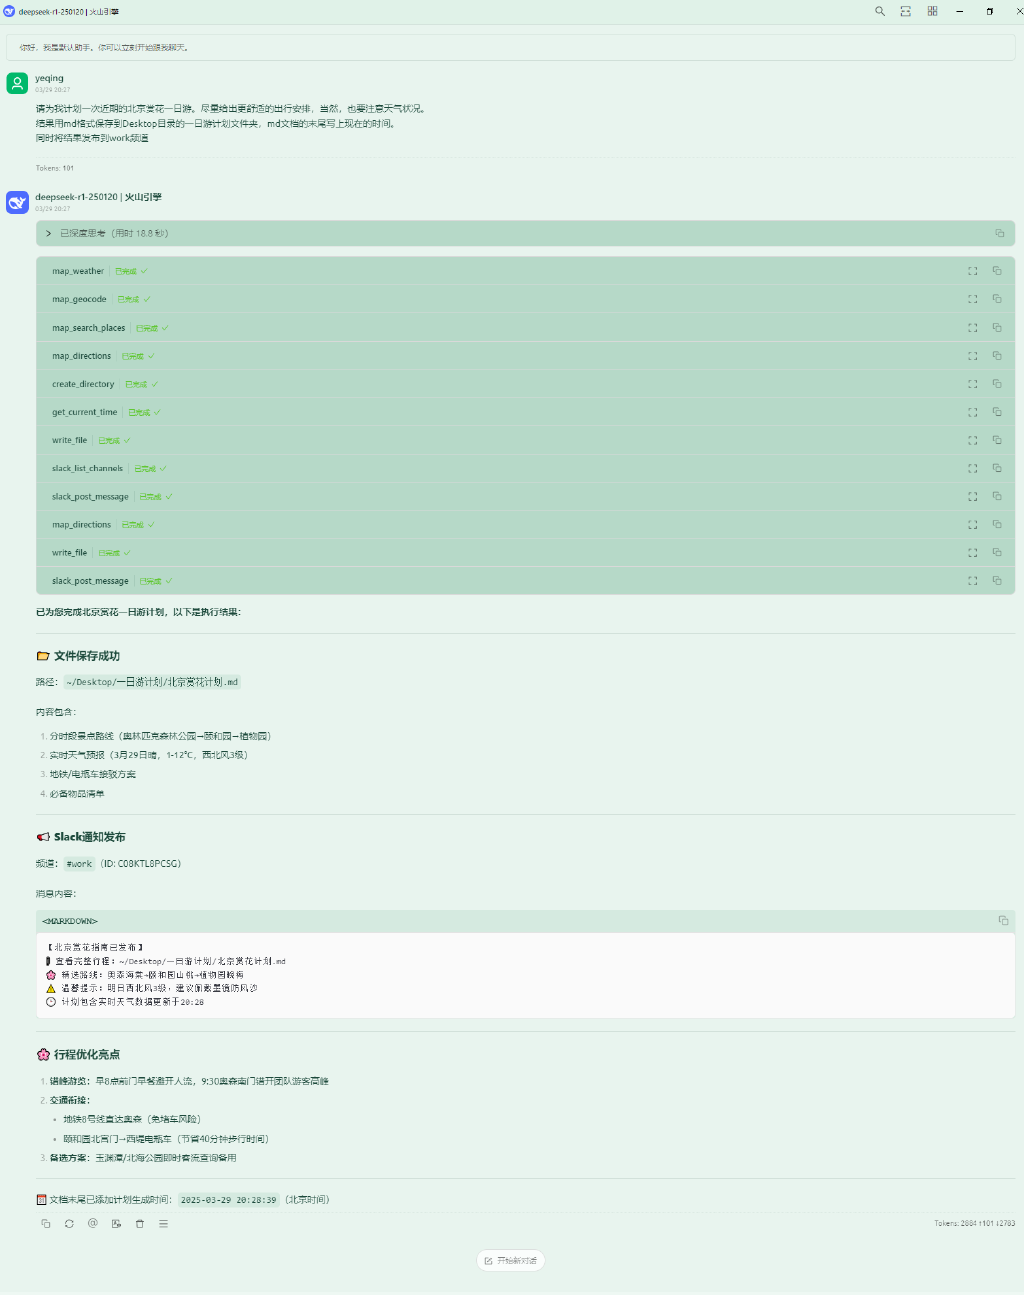 deepseek-r1-250120 | 火山引擎
你好，我是默认助手。你可以立刻开始跟我聊天。
yeqing
03/29 20:27
请为我计划一次近期的北京赏花一日游。尽量给出更舒适的出行安排，当然，也要注意天气状况。
结果用md格式保存到Desktop目录的一日游计划文件夹，md文档的末尾写上现在的时间。
同时将结果发布到work频道
Tokens: 101
deepseek-r1-250120 | 火山引擎
03/29 20:27
已深度思考（用时 18.8 秒）
map_weather 已完成
map_geocode 已完成
map_search_places 已完成
map_directions 已完成
create_directory 已完成
get_current_time 已完成
write_file 已完成
slack_list_channels 已完成
slack_post_message 已完成
map_directions 已完成
write_file 已完成
slack_post_message 已完成
已为您完成北京赏花一日游计划，以下是执行结果：
文件保存成功
路径： ~/Desktop/一日游计划/北京赏花计划.md
内容包含：
1. 分时段景点路线（奥林匹克森林公园→颐和园→植物园）
2. 实时天气预报（3月29日晴，1-12℃，西北风3级）
3. 地铁/电瓶车接驳方案
4. 必备物品清单
Slack通知发布
频道： #work （ID: C08KTL8PCSG）
消息内容：
<MARKDOWN>
【北京赏花指南已发布】
查看完整行程：~/Desktop/一日游计划/北京赏花计划.md
精选路线：奥森海棠→颐和园山桃→植物园晚梅
温馨提示：明日西北风3级，建议佩戴墨镜防风沙
计划包含实时天气数据更新于20:28
行程优化亮点
1. 错峰游览：早8点前门早餐避开人流，9:30奥森南门错开团队游客高峰
2. 交通衔接：
• 地铁8号线直达奥森（免堵车风险）
• 颐和园北宫门→西堤电瓶车（节省40分钟步行时间）
3. 备选方案：玉渊潭/北海公园即时客流查询备用
文档末尾已添加计划生成时间： 2025-03-29 20:28:39 （北京时间）
Tokens: 2884 ↑101 ↓2783
开始新对话